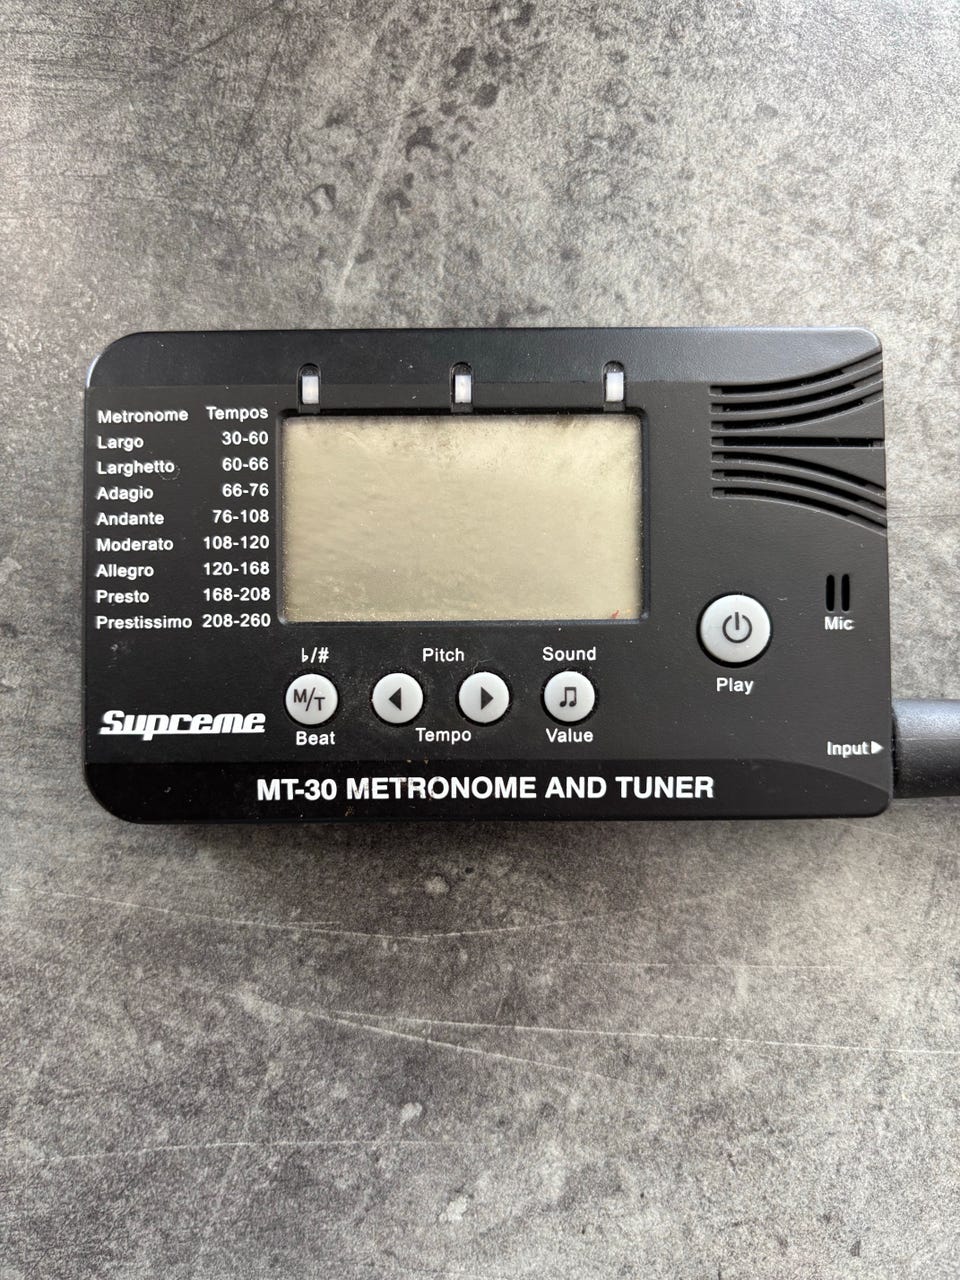 Metronome Tempos
Largo 30-60
Larghetto 60-66
Adagio 66-76
Andante 76-108
Moderato 108-120
Allegro 120-168
Presto 168-208
Prestissimo 208-260
Mic
♭/# Pitch Sound
M/T
Play
Beat Tempo Value
Supreme
Input
MT-30 METRONOME AND TUNER